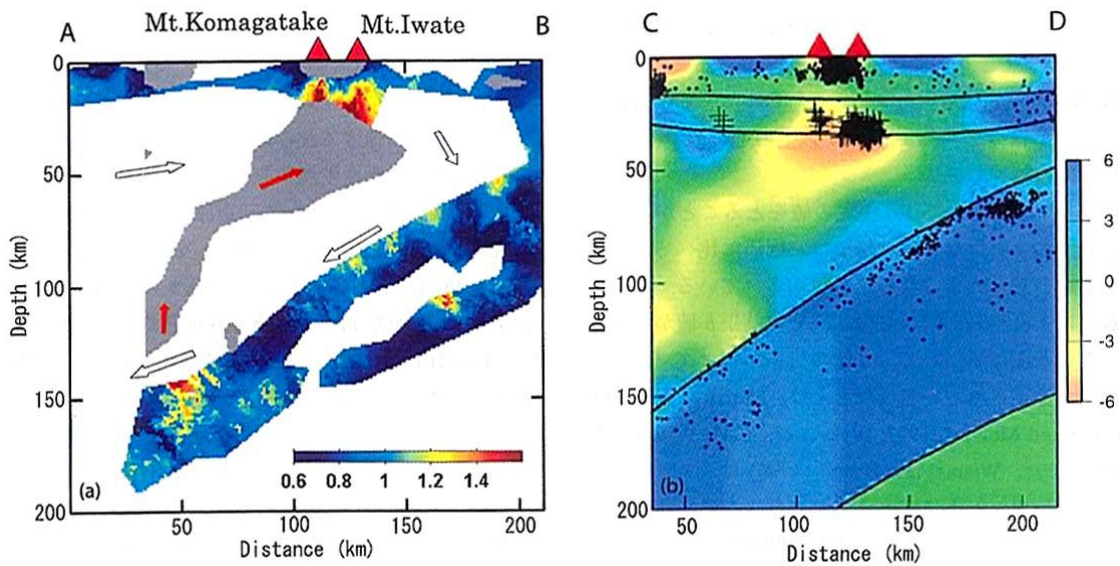 A
Mt.Komagatake
Mt.Iwate
B
0
50
100
150
200
Depth (km)
(a)
0.6 0.8 1 1.2 1.4
50 100 150 200
Distance (km)
C
D
0
50
100
150
200
Depth (km)
(b)
6
3
0
-3
-6
50 100 150 200
Distance (km)